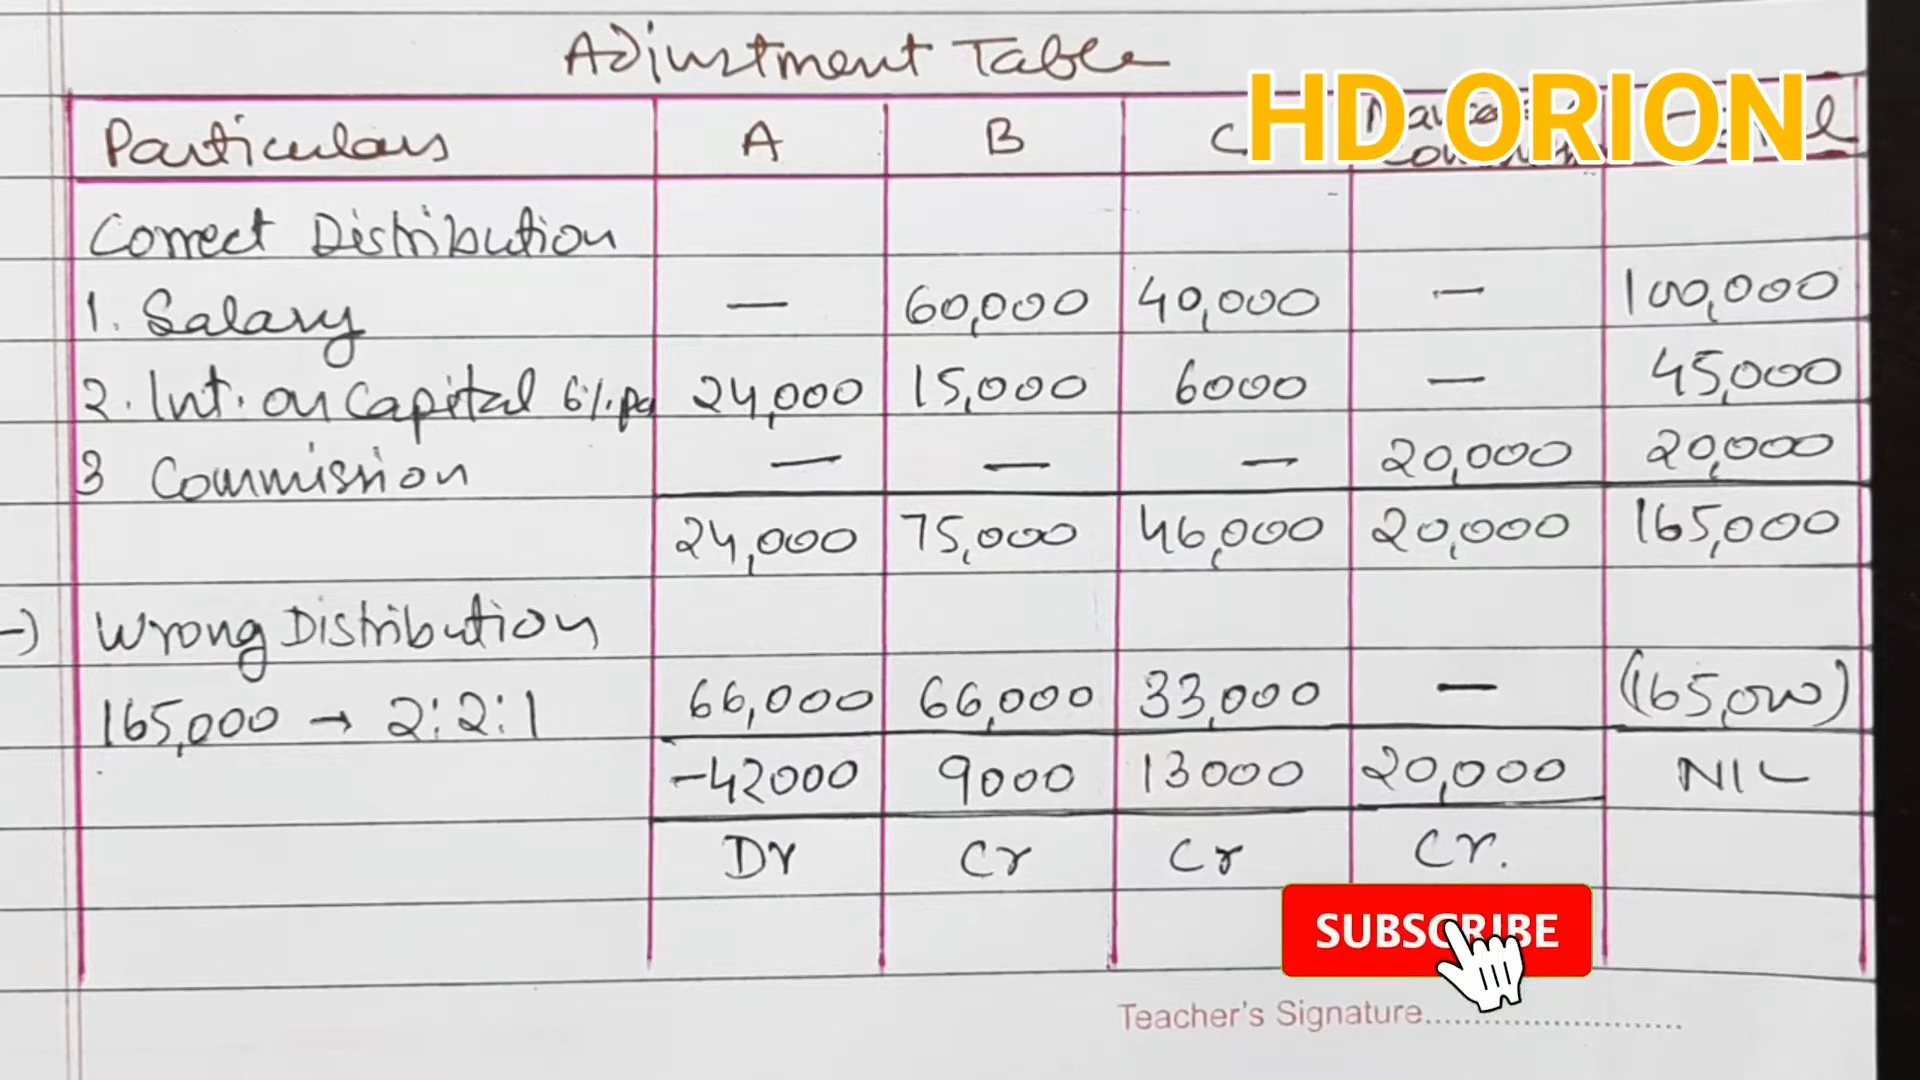 Adjustment Table
HD ORION
Particulars A B C
Correct Distribution
1. Salary — 60,000 40,000 — 100,000
2. Int. on Capital 6%.pa 24,000 15,000 6000 — 45,000
3 Commission — — — 20,000 20,000
24,000 75,000 46,000 20,000 165,000
-) Wrong Distribution
165,000 → 2:2:1 66,000 66,000 33,000 — (165,000)
-42000 9000 13000 20,000 NIL
Dr Cr Cr Cr.
SUBSCRIBE
Teacher's Signature..............................